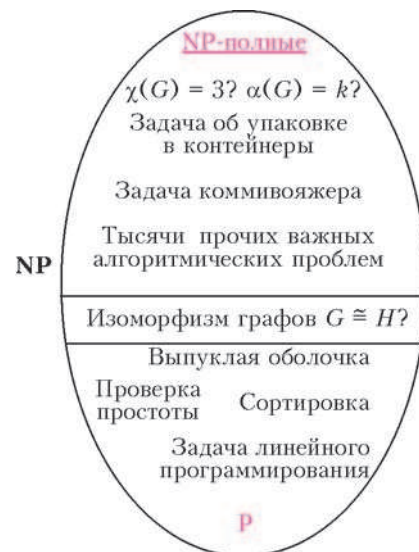 NP-полные
χ(G) = 3? α(G) = k?
Задача об упаковке
в контейнеры
Задача коммивояжера
Тысячи прочих важных
алгоритмических проблем
NP
Изоморфизм графов G ≅ H?
Выпуклая оболочка
Проверка
простоты
Сортировка
Задача линейного
программирования
P